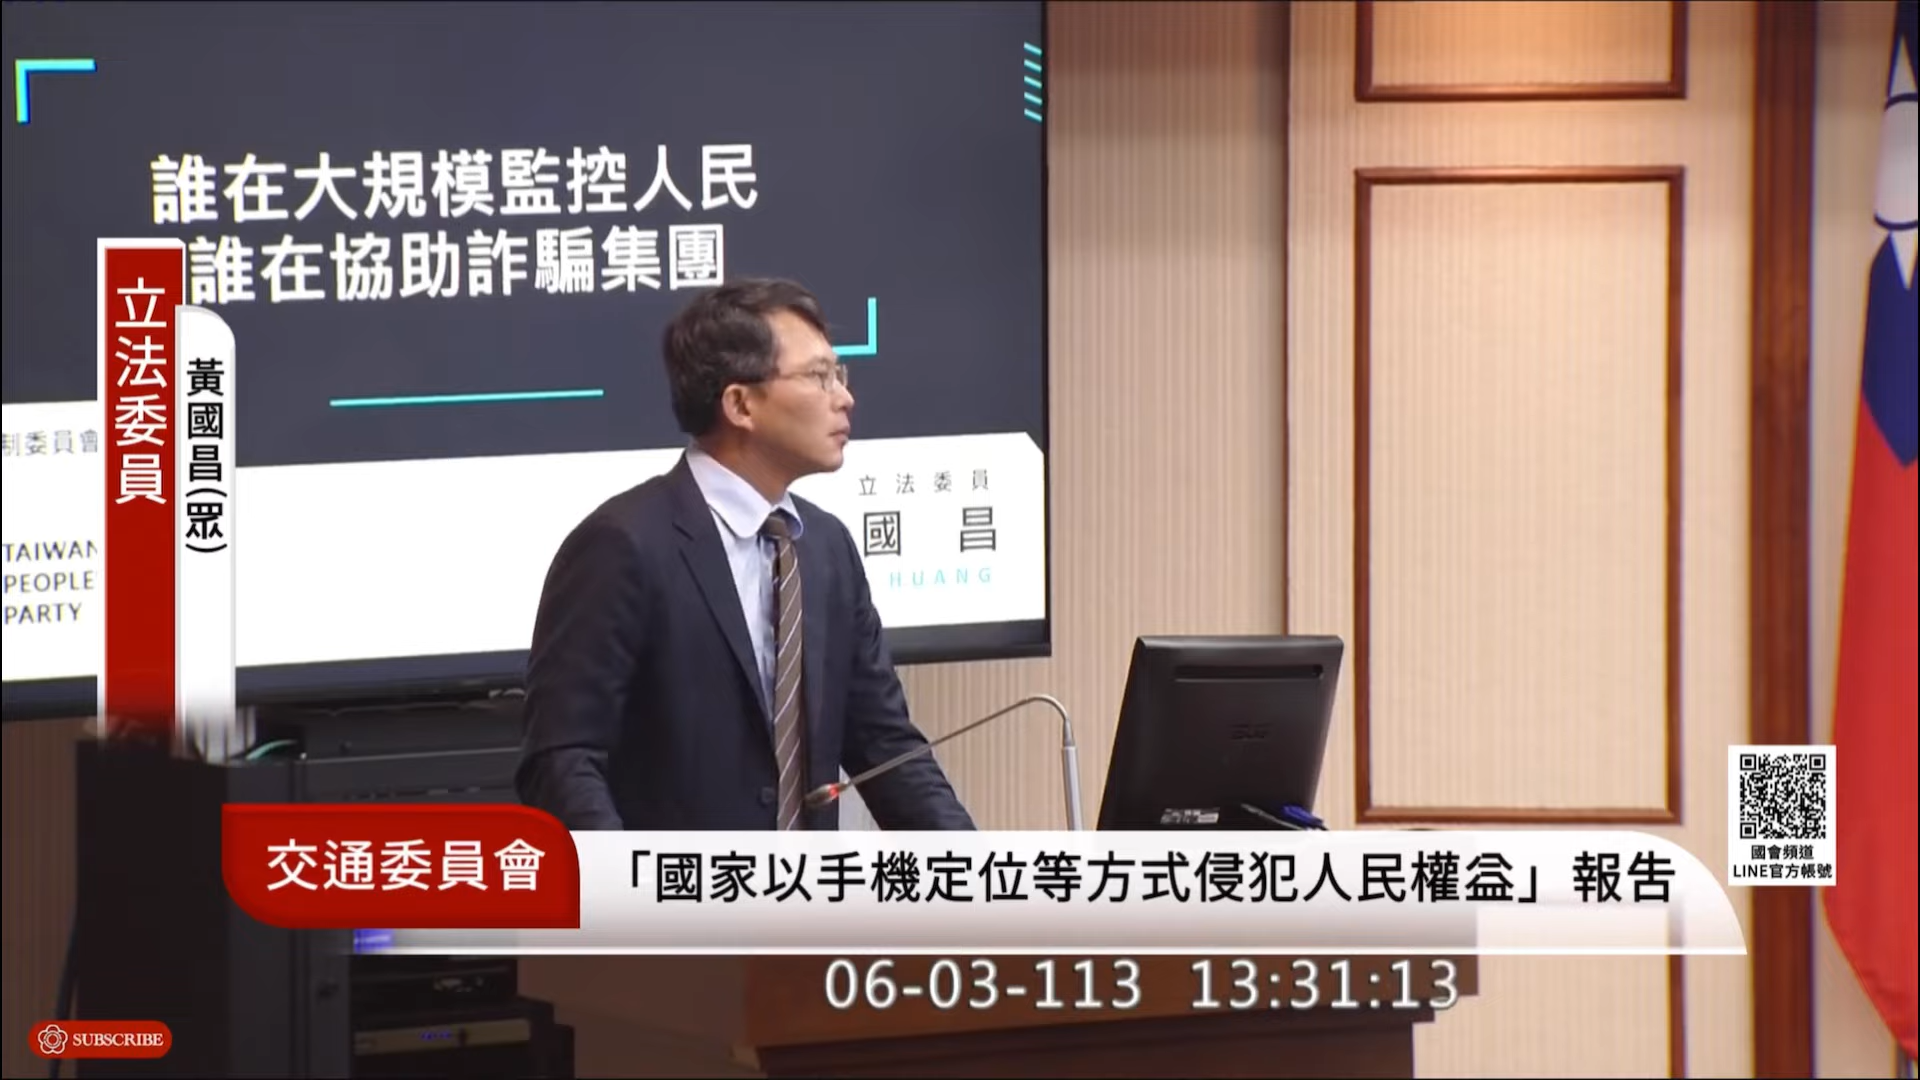 誰在大規模監控人民
誰在協助詐騙集團
立法委員
黃國昌(眾)
制委員會
TAIWAN
PEOPLE
PARTY
立法委員
國昌
HUANG
國會頻道
LINE官方帳號
交通委員會
「國家以手機定位等方式侵犯人民權益」報告
06-03-113 13:31:13
SUBSCRIBE